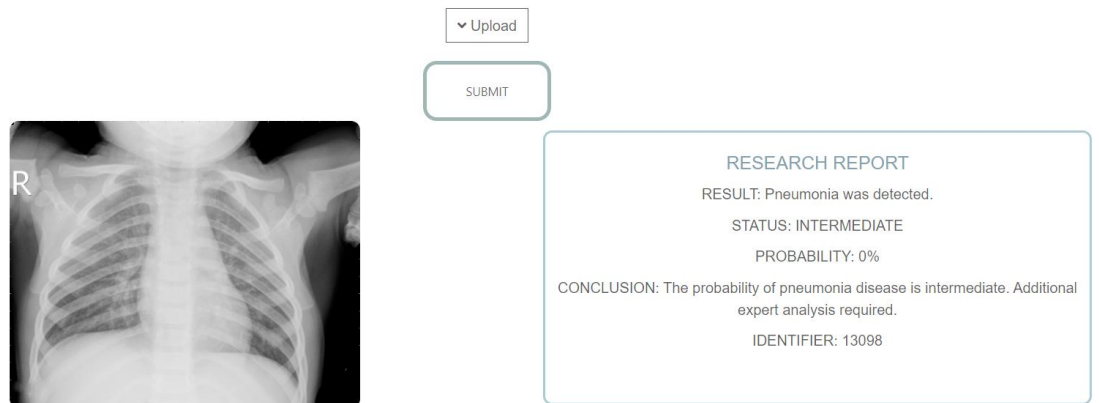 Upload
SUBMIT
R
RESEARCH REPORT
RESULT: Pneumonia was detected.
STATUS: INTERMEDIATE
PROBABILITY: 0%
CONCLUSION: The probability of pneumonia disease is intermediate. Additional
expert analysis required.
IDENTIFIER: 13098